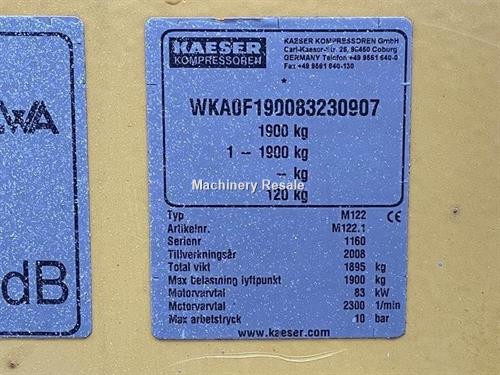 KAESER
KOMPRESSOREN
KAESER KOMPRESSOREN GmbH
Carl-Kaeser-Str. 26, 96450 Coburg
GERMANY Telefon +49 9561 640-0
Fax +49 9561 640-130
*
WKA0F190083230907
1900 kg
1 – 1900 kg
– kg
120 kg
Machinery Resale
Typ M122 CE
Artikelnr. M122.1
Serienr 1160
Tillverkningsår 2008
Total vikt 1895 kg
Max belastning lyftpunkt 1900 kg
Motorvarvtal 83 kW
Motorvarvtal 2300 1/min
Max arbetstryck 10 bar
www.kaeser.com
WA
dB